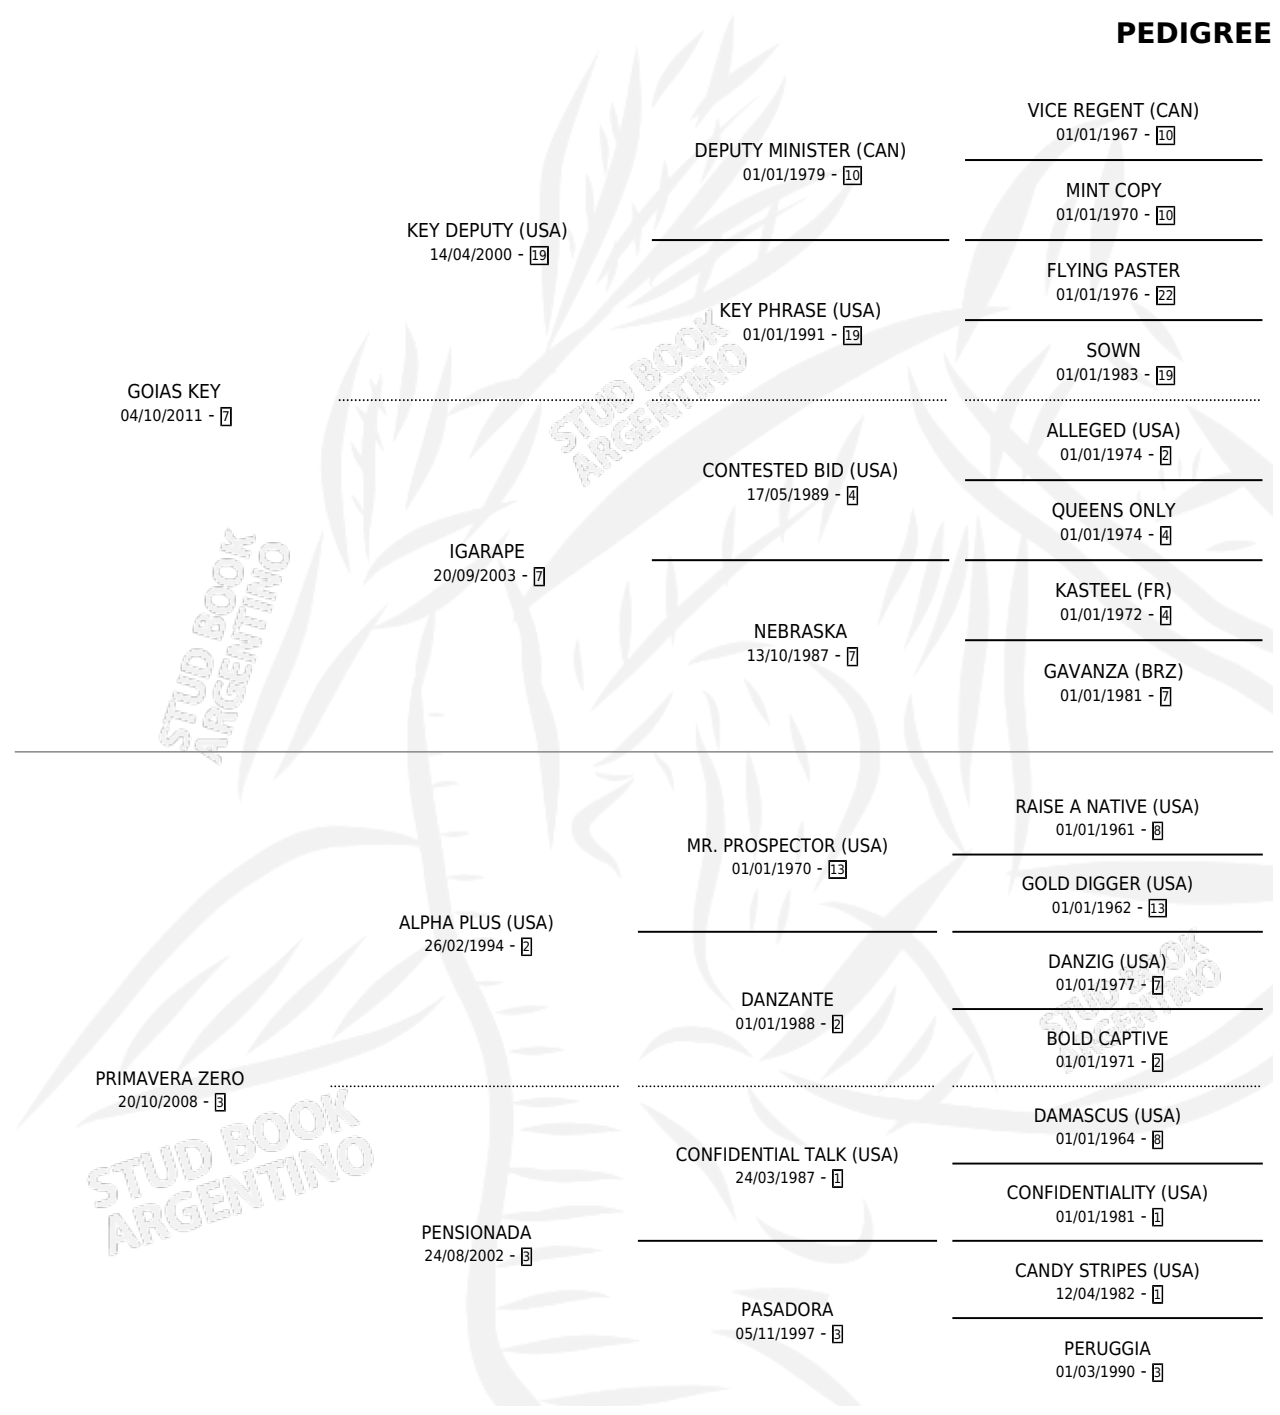 PEDIGREE
VICE REGENT (CAN)
01/01/1967 - 10
DEPUTY MINISTER (CAN)
01/01/1979 - 10
MINT COPY
01/01/1970 - 10
KEY DEPUTY (USA)
14/04/2000 - 19
FLYING PASTER
01/01/1976 - 22
KEY PHRASE (USA)
01/01/1991 - 19
SOWN
01/01/1983 - 19
GOIAS KEY
04/10/2011 - 7
STUD BOOK
ARGENTINO
ALLEGED (USA)
01/01/1974 - 2
CONTESTED BID (USA)
17/05/1989 - 4
QUEENS ONLY
01/01/1974 - 4
IGARAPE
20/09/2003 - 7
KASTEEL (FR)
01/01/1972 - 4
NEBRASKA
13/10/1987 - 7
GAVANZA (BRZ)
01/01/1981 - 7
STUD BOOK
ARGENTINO
RAISE A NATIVE (USA)
01/01/1961 - 8
MR. PROSPECTOR (USA)
01/01/1970 - 13
GOLD DIGGER (USA)
01/01/1962 - 13
ALPHA PLUS (USA)
26/02/1994 - 2
DANZIG (USA)
01/01/1977 - 7
STUD BOOK
ARGENTINO
DANZANTE
01/01/1988 - 2
BOLD CAPTIVE
01/01/1971 - 2
PRIMAVERA ZERO
20/10/2008 - 3
STUD BOOK
ARGENTINO
DAMASCUS (USA)
01/01/1964 - 8
CONFIDENTIAL TALK (USA)
24/03/1987 - 1
CONFIDENTIALITY (USA)
01/01/1981 - 1
PENSIONADA
24/08/2002 - 3
CANDY STRIPES (USA)
12/04/1982 - 1
PASADORA
05/11/1997 - 3
PERUGGIA
01/03/1990 - 3